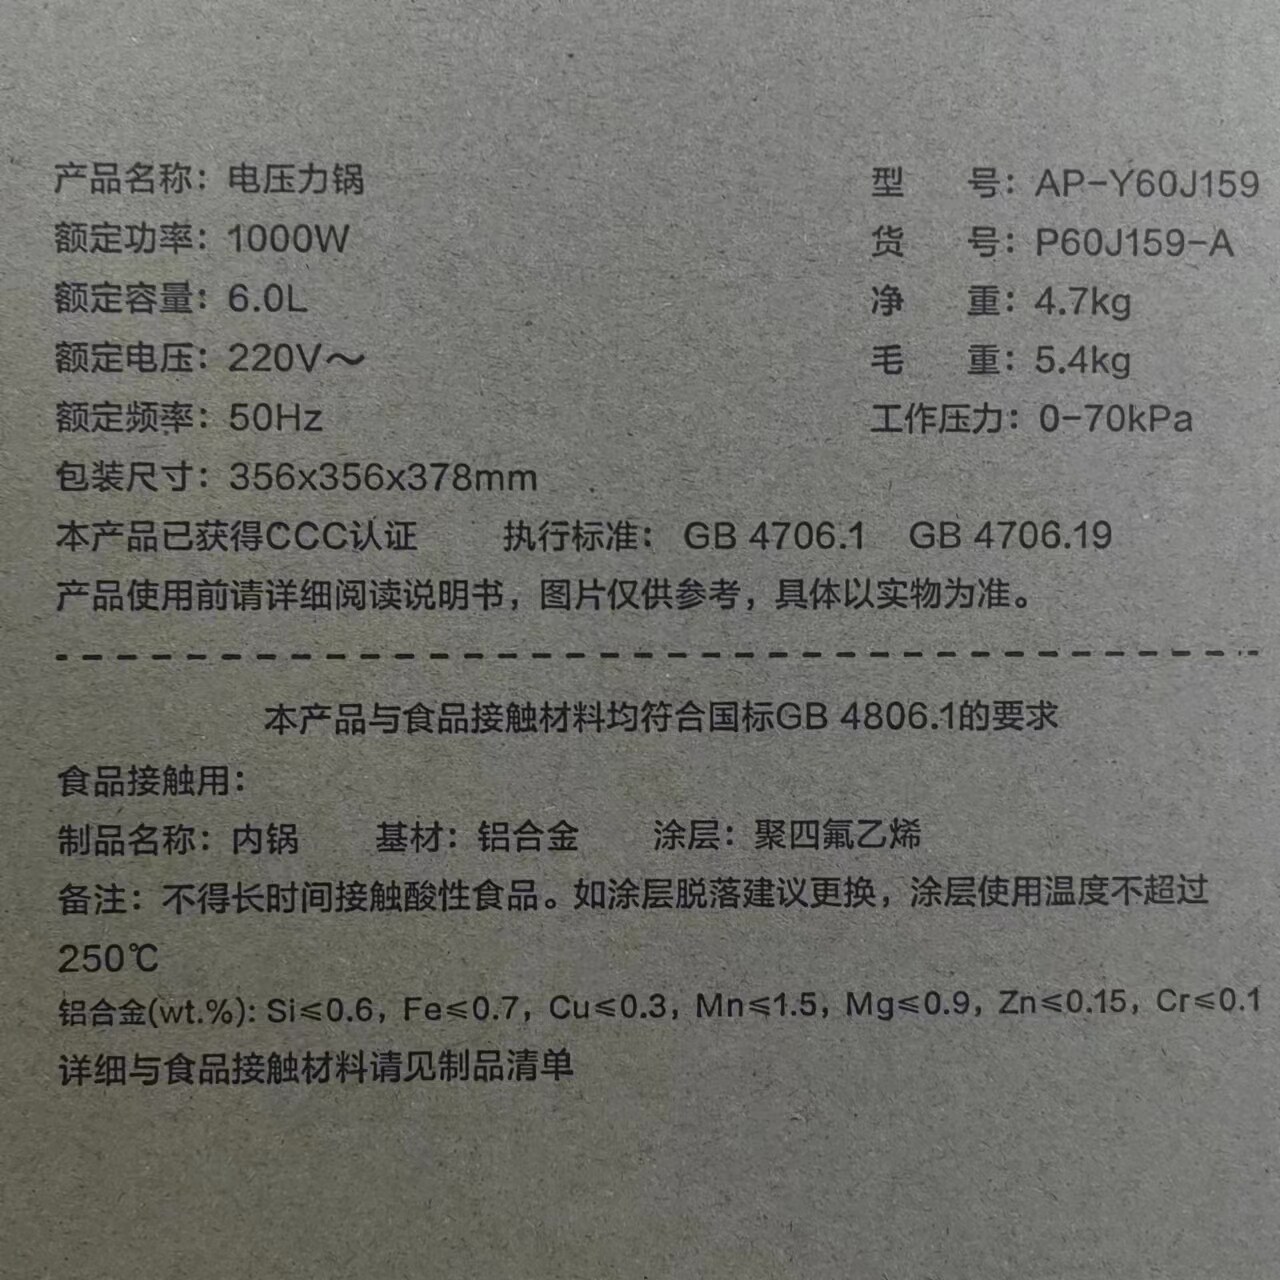 产品名称：电压力锅 型 号：AP-Y60J159
额定功率：1000W 货 号：P60J159-A
额定容量：6.0L 净 重：4.7kg
额定电压：220V～ 毛 重：5.4kg
额定频率：50Hz 工作压力：0-70kPa
包装尺寸：356x356x378mm
本产品已获得CCC认证 执行标准： GB 4706.1 GB 4706.19
产品使用前请详细阅读说明书，图片仅供参考，具体以实物为准。
本产品与食品接触材料均符合国标GB 4806.1的要求
食品接触用：
制品名称：内锅 基材：铝合金 涂层：聚四氟乙烯
备注：不得长时间接触酸性食品。如涂层脱落建议更换，涂层使用温度不超过
250℃
铝合金(wt.%): Si≤0.6，Fe≤0.7，Cu≤0.3，Mn≤1.5，Mg≤0.9，Zn≤0.15，Cr≤0.1
详细与食品接触材料请见制品清单